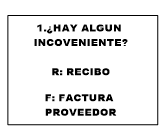 1.¿HAY ALGUN
INCOVENIENTE?
R: RECIBO
F: FACTURA
PROVEEDOR